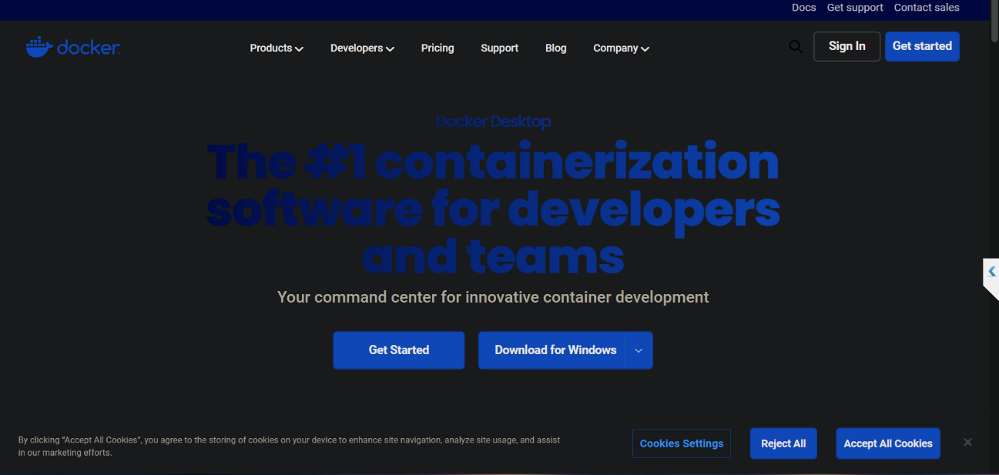 Docs Get support Contact sales
docker
Products Developers Pricing Support Blog Company Sign In Get started
Docker Desktop
The #1 containerization
software for developers
and teams
Your command center for innovative container development
Get Started Download for Windows
By clicking “Accept All Cookies”, you agree to the storing of cookies on your device to enhance site navigation, analyze site usage, and assist
in our marketing efforts.
Cookies Settings Reject All Accept All Cookies